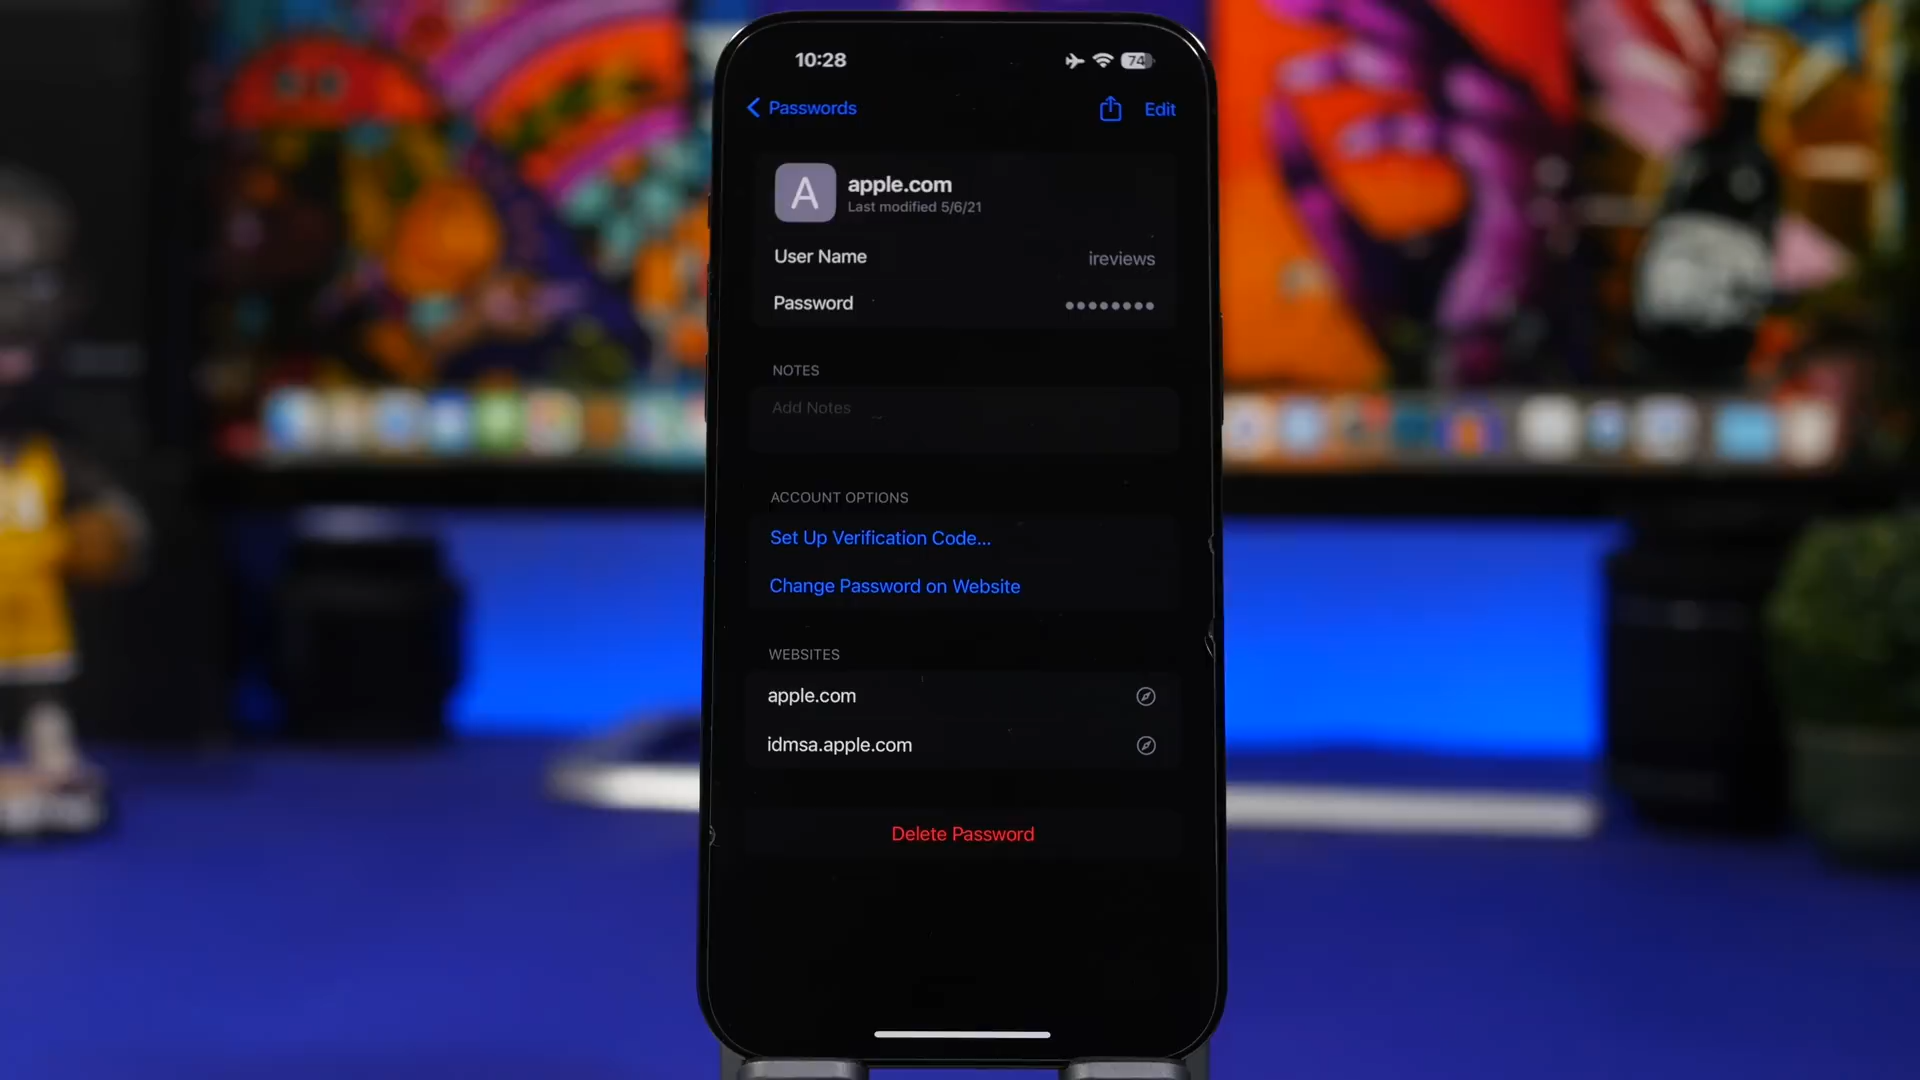 10:28
74
Passwords
Edit
A
apple.com
Last modified 5/6/21
User Name
ireviews
Password
NOTES
Add Notes
ACCOUNT OPTIONS
Set Up Verification Code...
Change Password on Website
WEBSITES
apple.com
idmsa.apple.com
Delete Password